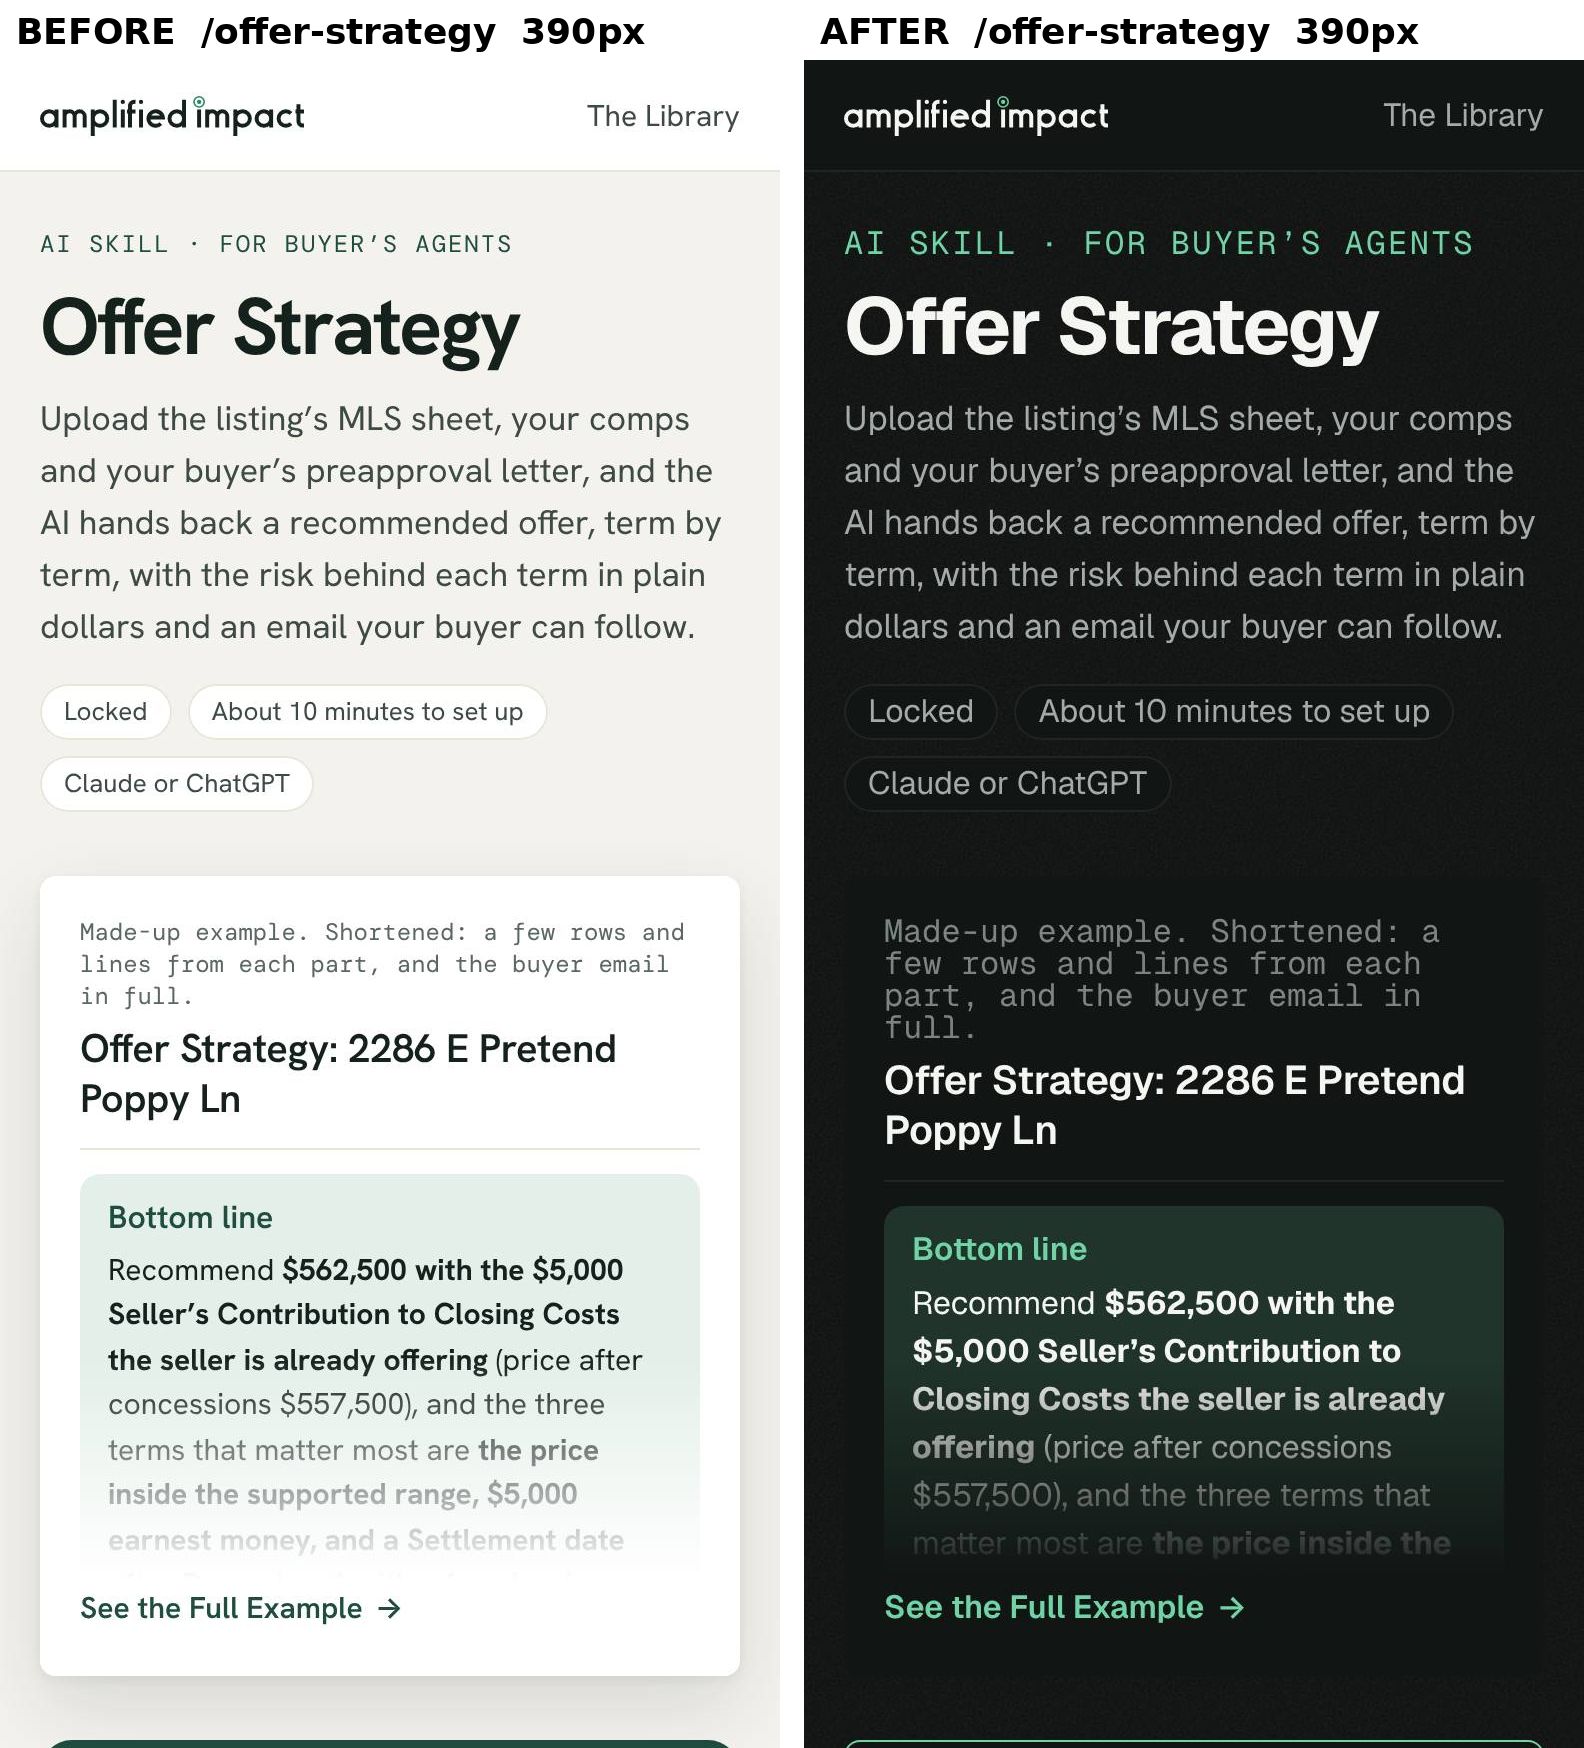 BEFORE /offer-strategy 390px
amplified impact
The Library
AI SKILL · FOR BUYER’S AGENTS
Offer Strategy
Upload the listing’s MLS sheet, your comps
and your buyer’s preapproval letter, and the
AI hands back a recommended offer, term by
term, with the risk behind each term in plain
dollars and an email your buyer can follow.
Locked
About 10 minutes to set up
Claude or ChatGPT
Made-up example. Shortened: a few rows and
lines from each part, and the buyer email
in full.
Offer Strategy: 2286 E Pretend
Poppy Ln
Bottom line
Recommend $562,500 with the $5,000
Seller’s Contribution to Closing Costs
the seller is already offering (price after
concessions $557,500), and the three
terms that matter most are the price
inside the supported range, $5,000
earnest money, and a Settlement date
See the Full Example →
AFTER /offer-strategy 390px
amplified impact
The Library
AI SKILL · FOR BUYER’S AGENTS
Offer Strategy
Upload the listing’s MLS sheet, your comps
and your buyer’s preapproval letter, and the
AI hands back a recommended offer, term by
term, with the risk behind each term in plain
dollars and an email your buyer can follow.
Locked
About 10 minutes to set up
Claude or ChatGPT
Made-up example. Shortened: a
few rows and lines from each
part, and the buyer email in
full.
Offer Strategy: 2286 E Pretend
Poppy Ln
Bottom line
Recommend $562,500 with the
$5,000 Seller’s Contribution to
Closing Costs the seller is already
offering (price after concessions
$557,500), and the three terms that
matter most are the price inside the
See the Full Example →